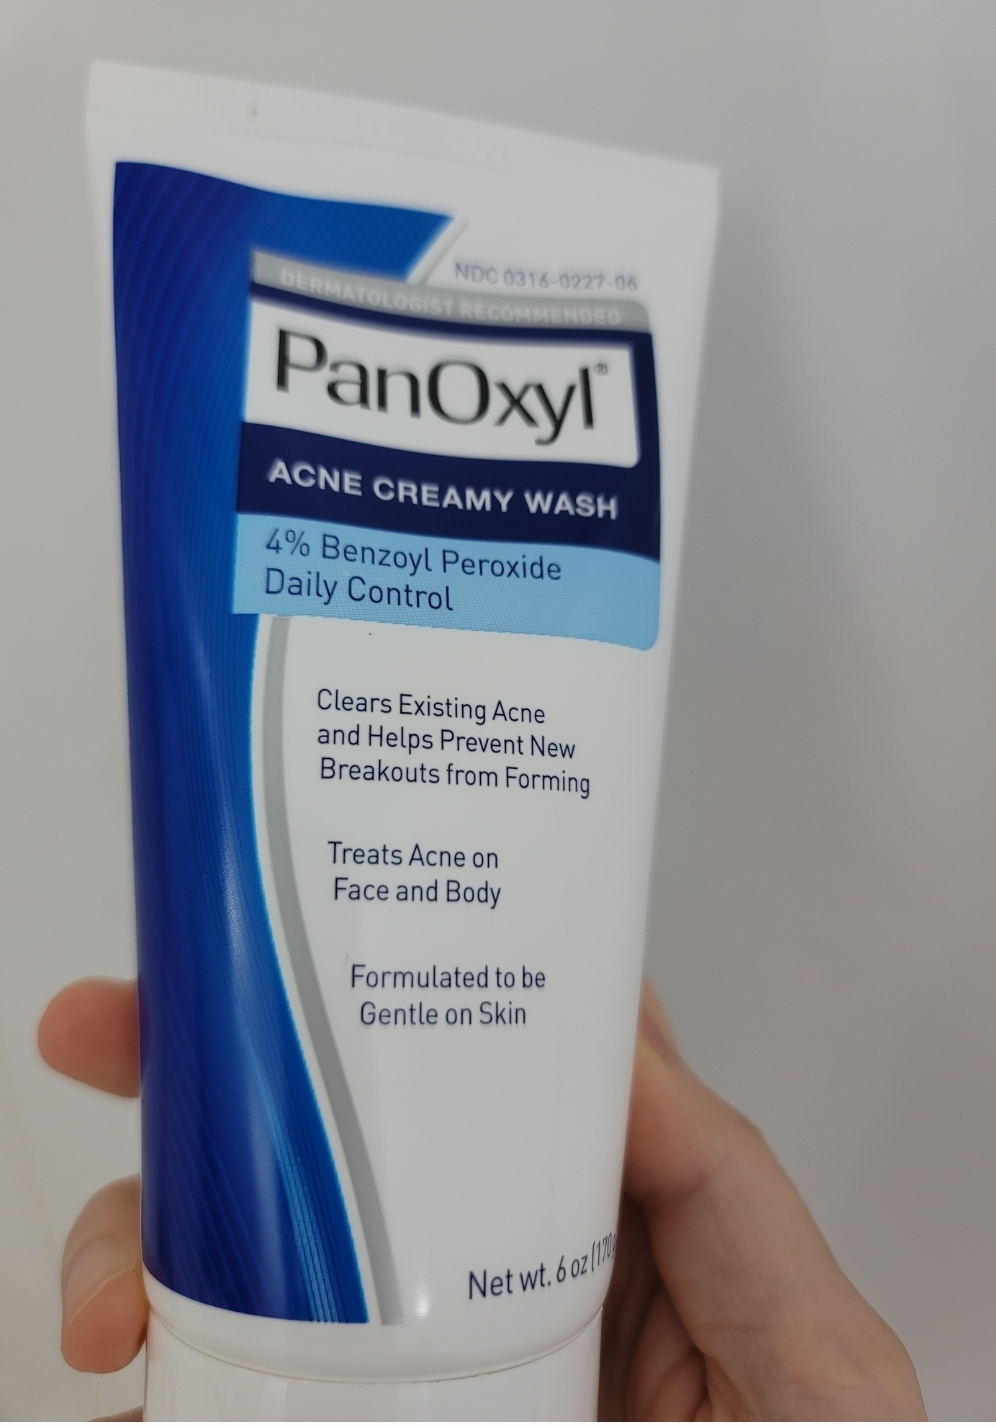 NDC 0316-0227-06
DERMATOLOGIST RECOMMENDED
PanOxyl®
ACNE CREAMY WASH
4% Benzoyl Peroxide
Daily Control
Clears Existing Acne
and Helps Prevent New
Breakouts from Forming
Treats Acne on
Face and Body
Formulated to be
Gentle on Skin
Net wt. 6 oz (170g